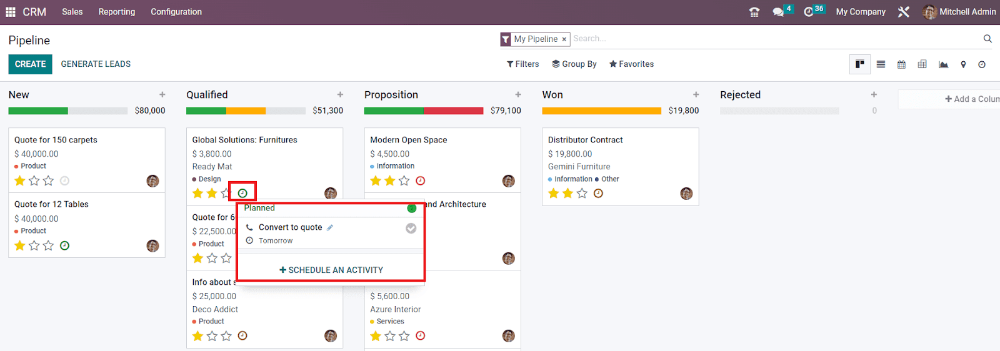 CRM Sales Reporting Configuration 4 36 My Company Mitchell Admin
Pipeline
My Pipeline × Search...
CREATE GENERATE LEADS
Filters Group By Favorites
New + Qualified + Proposition + Won + Rejected + + Add a Colum
$80,000 $51,300 $79,100 $19,800 0
Quote for 150 carpets
$ 40,000.00
Product
Quote for 12 Tables
$ 40,000.00
Product
Global Solutions: Furnitures
$ 3,800.00
Ready Mat
Design
Quote for 6
$ 22,500.00
Product
Info about s
$ 25,000.00
Deco Addict
Product
Planned
Convert to quote
Tomorrow
+ SCHEDULE AN ACTIVITY
Modern Open Space
$ 4,500.00
Information
and Architecture
$ 5,600.00
Azure Interior
Services
Distributor Contract
$ 19,800.00
Gemini Furniture
Information Other